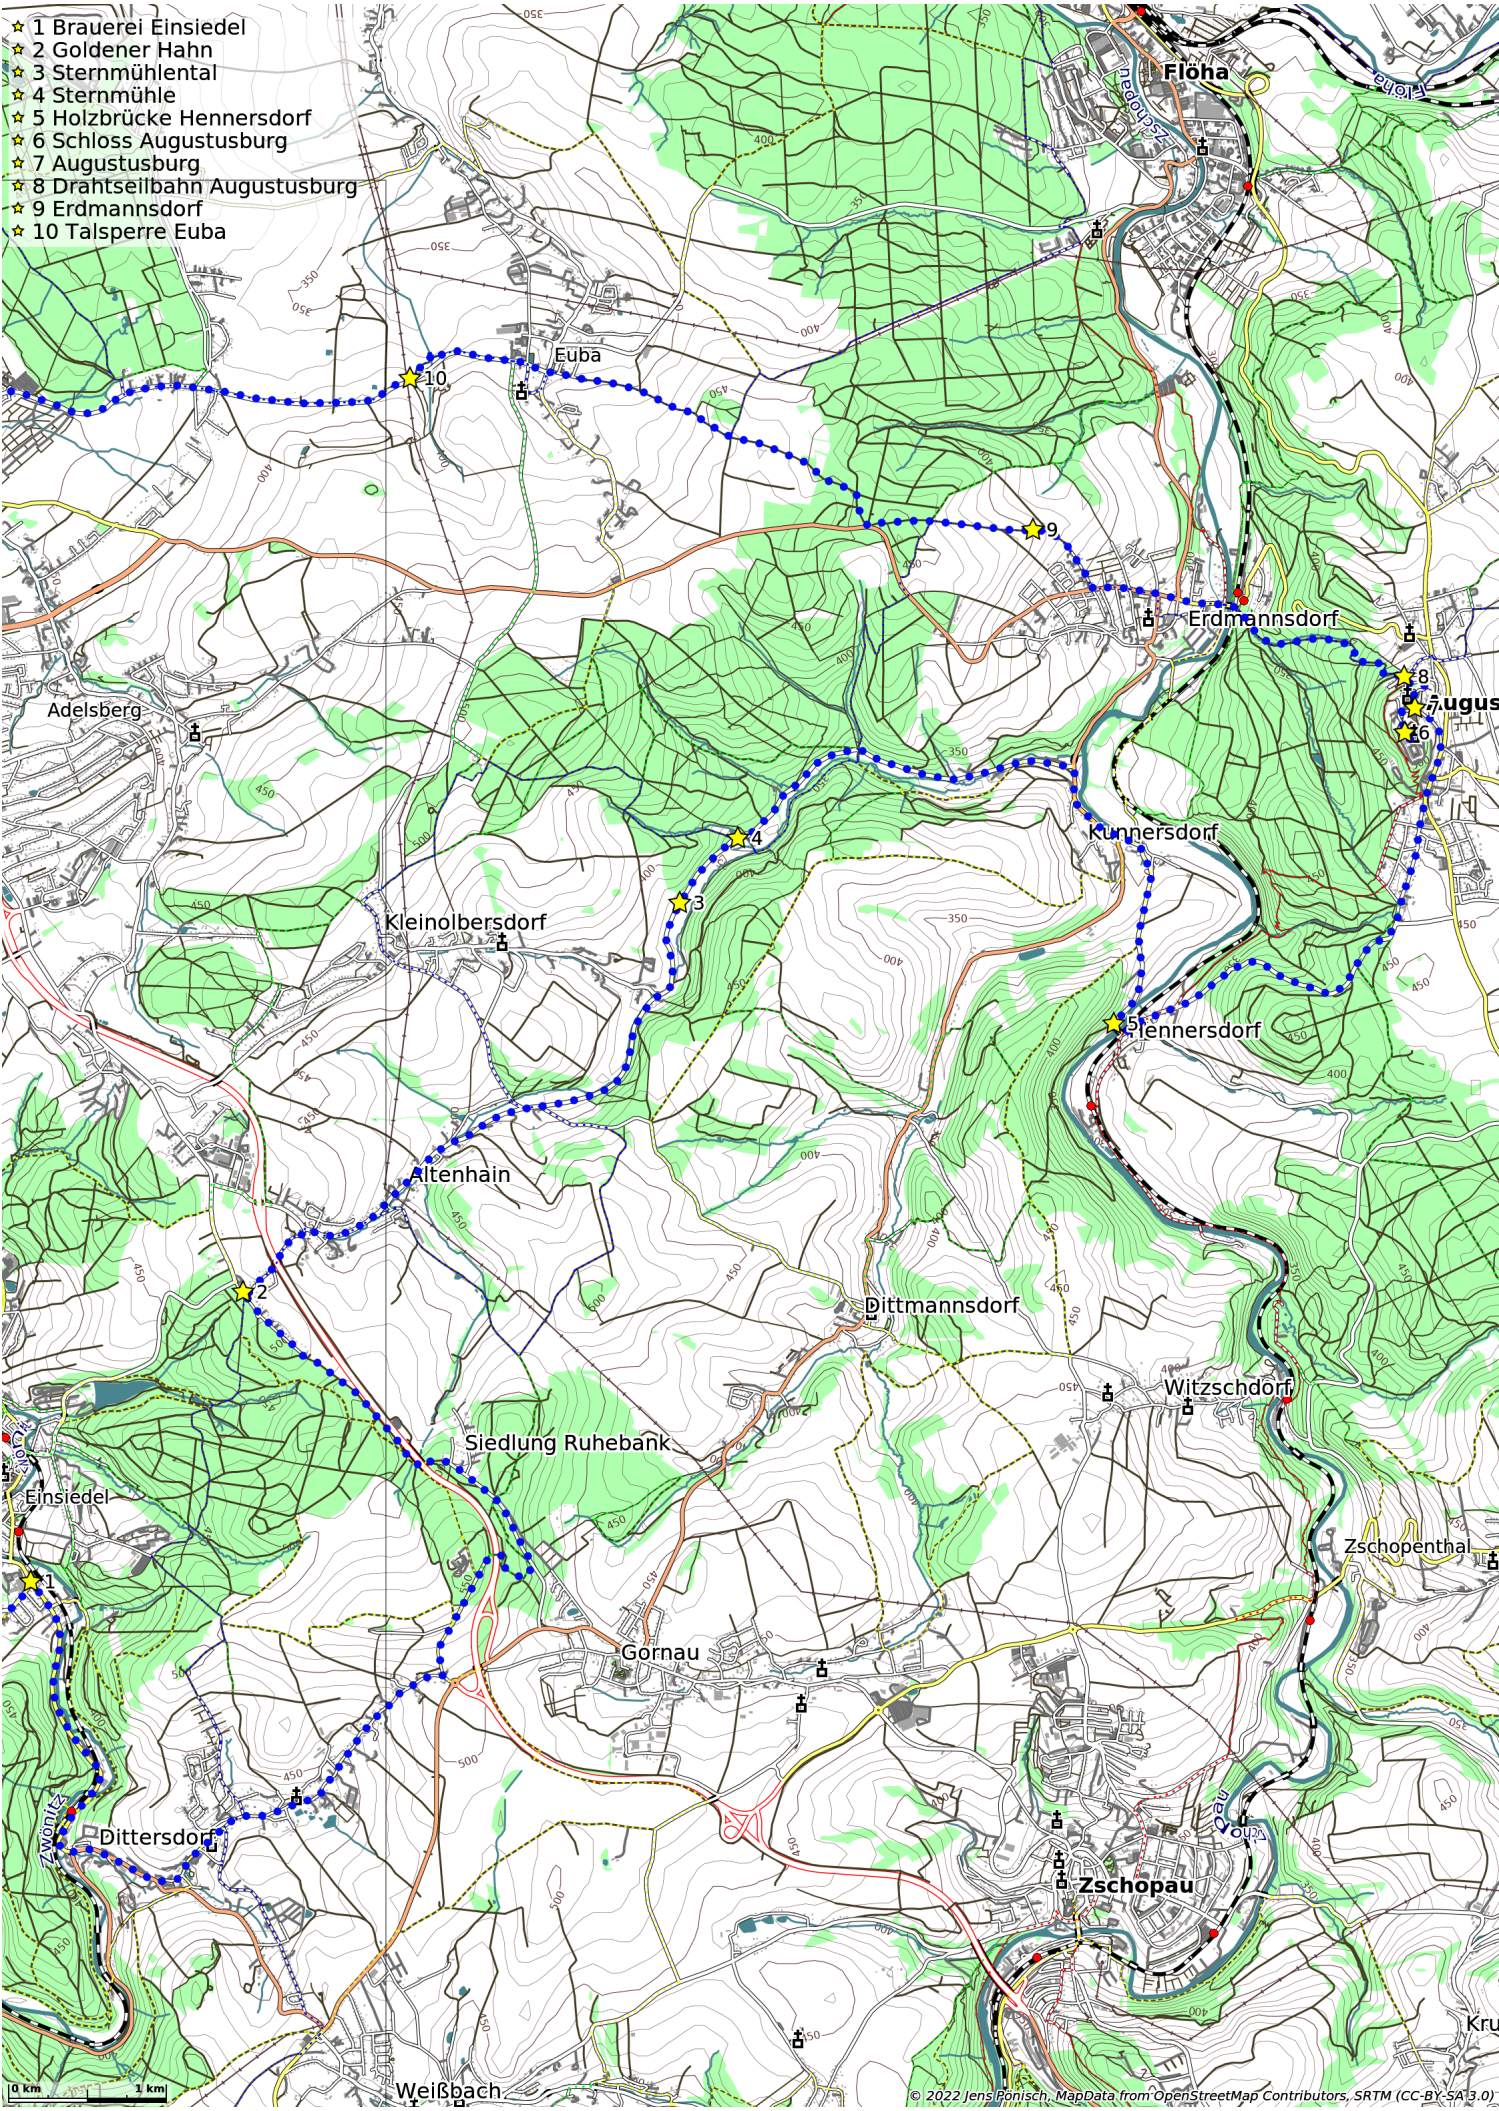 1 Brauerei Einsiedel
2 Goldener Hahn
3 Sternmühlental
4 Sternmühle
5 Holzbrücke Hennersdorf
6 Schloss Augustusburg
7 Augustusburg
8 Drahtseilbahn Augustusburg
9 Erdmannsdorf
10 Talsperre Euba
Flöha
Zschopau
Flöha
Euba
10
9
Erdmannsdorf
8
7
Augus
6
Adelsberg
4
Kunnersdorf
3
Kleinolbersdorf
5
Hennersdorf
Altenhain
2
Dittmannsdorf
Witzschdorf
Siedlung Ruhebank
Einsiedel
Zschopenthal
1
Gornau
Zwönitz
Dittersdorf
Zschopau
Zschopau
Kru
Weißbach
0 km
1 km
© 2022 Jens Pönisch, MapData from OpenStreetMap Contributors, SRTM (CC-BY-SA 3.0)